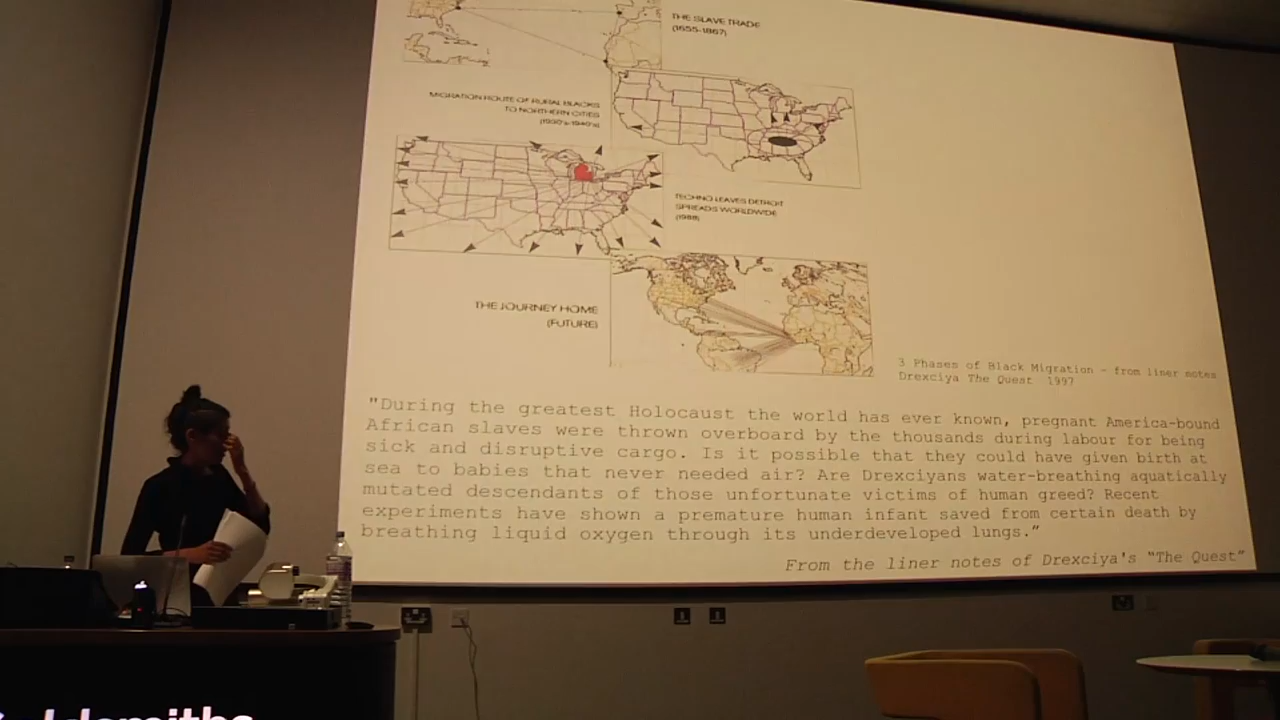 THE SLAVE TRADE
(1655-1867)
MIGRATION ROUTE OF RURAL BLACKS
TO NORTHERN CITIES
(1930's-1940's)
TECHNO LEAVES DETROIT
SPREADS WORLDWIDE
(1988)
THE JOURNEY HOME
(FUTURE)
3 Phases of Black Migration - from liner notes
Drexciya The Quest 1997
"During the greatest Holocaust the world has ever known, pregnant America-bound
African slaves were thrown overboard by the thousands during labour for being
sick and disruptive cargo. Is it possible that they could have given birth at
sea to babies that never needed air? Are Drexciyans water-breathing aquatically
mutated descendants of those unfortunate victims of human greed? Recent
experiments have shown a premature human infant saved from certain death by
breathing liquid oxygen through its underdeveloped lungs."
From the liner notes of Drexciya's "The Quest"